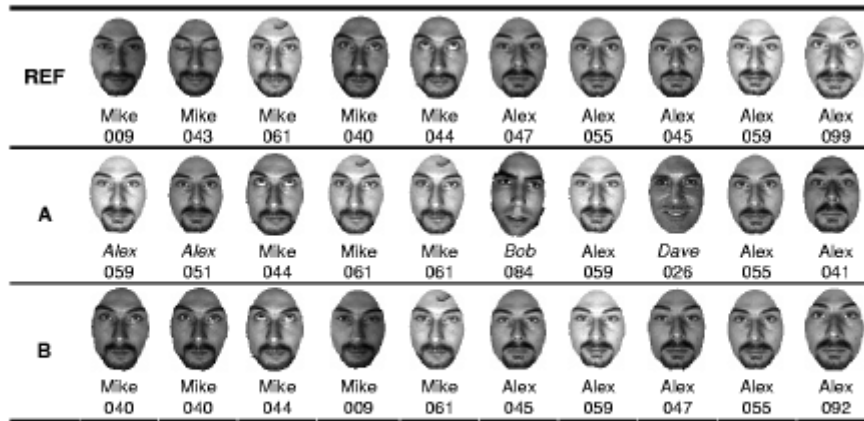 REF
Mike Mike Mike Mike Mike Alex Alex Alex Alex Alex
009 043 061 040 044 047 055 045 059 099
A
Alex Alex Mike Mike Mike Bob Alex Dave Alex Alex
059 051 044 061 061 084 059 026 055 041
B
Mike Mike Mike Mike Mike Alex Alex Alex Alex Alex
040 040 044 009 061 045 059 047 055 092